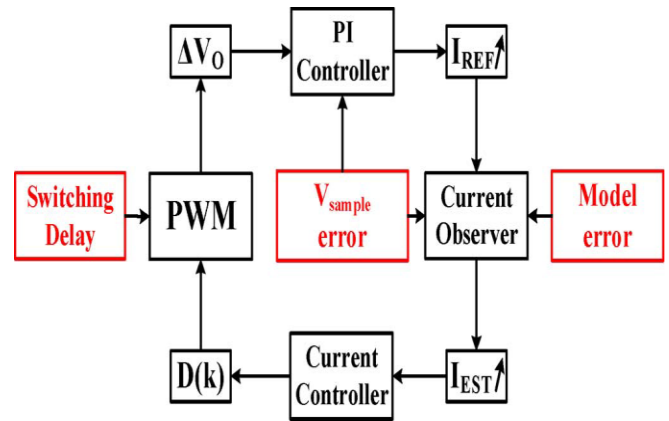 ΔV_O
PI
Controller
I_REF↗
Switching
Delay
PWM
V_sample
error
Current
Observer
Model
error
D(k)
Current
Controller
I_EST↗